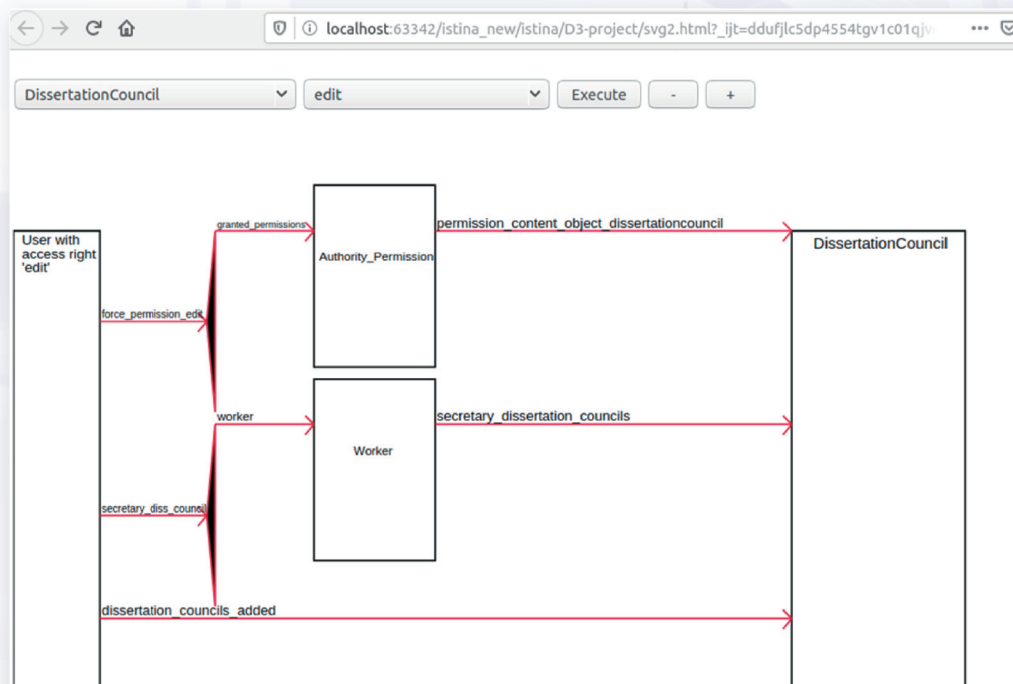 localhost:63342/istina_new/istina/D3-project/svg2.html?_ijt=ddufjlc5dp4554tgv1c01qjv
DissertationCouncil
edit
Execute
-
+
granted_permissions
permission_content_object_dissertationcouncil
User with
access right
'edit'
DissertationCouncil
Authority_Permission
force_permission_edit
worker
secretary_dissertation_councils
Worker
secretary_diss_council
dissertation_councils_added